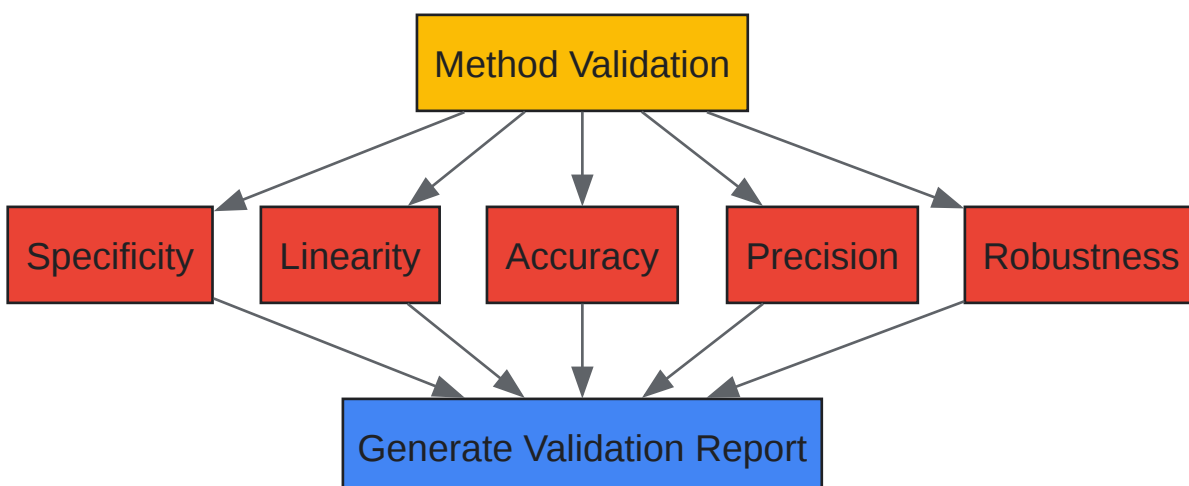 Method Validation
Specificity
Linearity
Accuracy
Precision
Robustness
Generate Validation Report